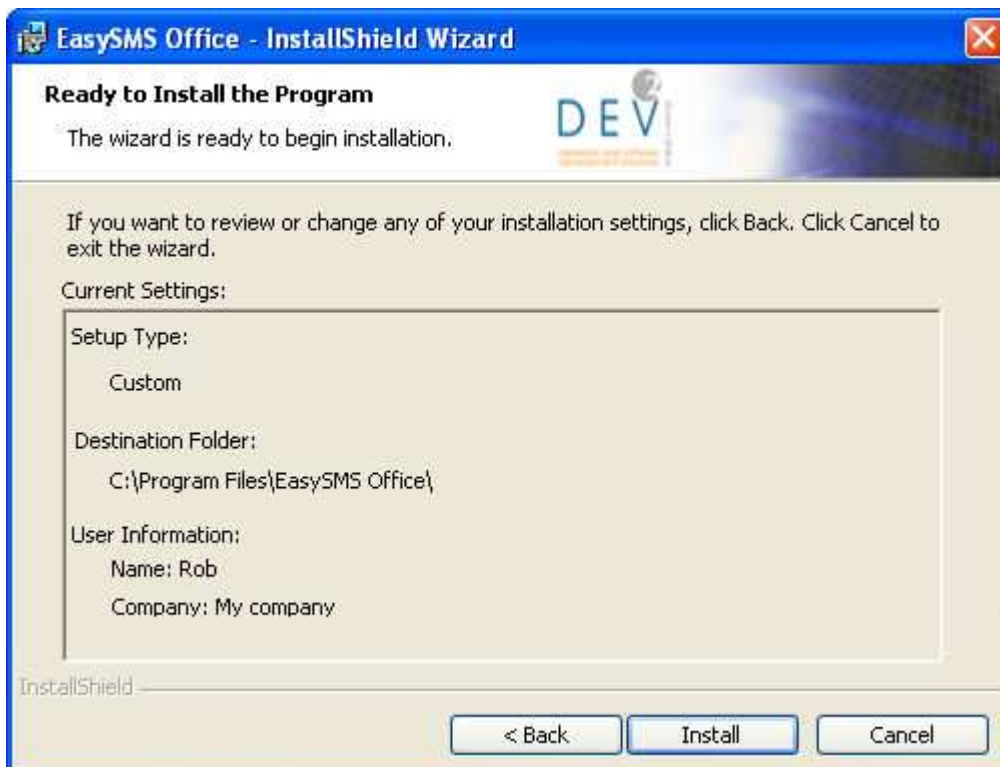 EasySMS Office - InstallShield Wizard
Ready to Install the Program
The wizard is ready to begin installation.
DEV
2
If you want to review or change any of your installation settings, click Back. Click Cancel to
exit the wizard.
Current Settings:
Setup Type:
Custom
Destination Folder:
C:\Program Files\EasySMS Office\
User Information:
Name: Rob
Company: My company
InstallShield
< Back
Install
Cancel